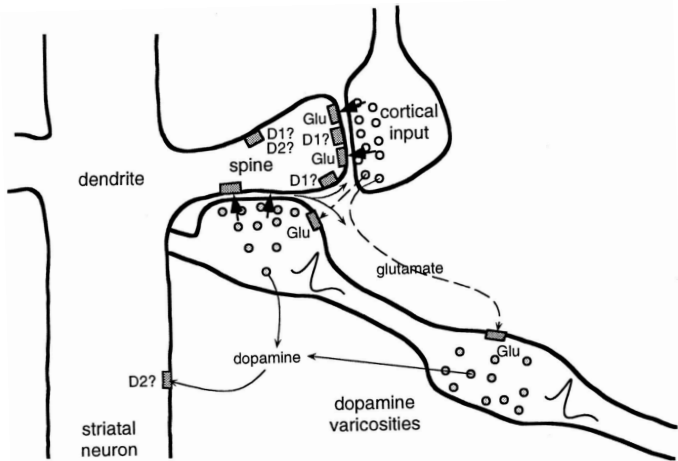 Glu
cortical
input
D1?
D2?
D1?
Glu
spine
D1?
dendrite
Glu
glutamate
Glu
dopamine
D2?
dopamine
varicosities
striatal
neuron